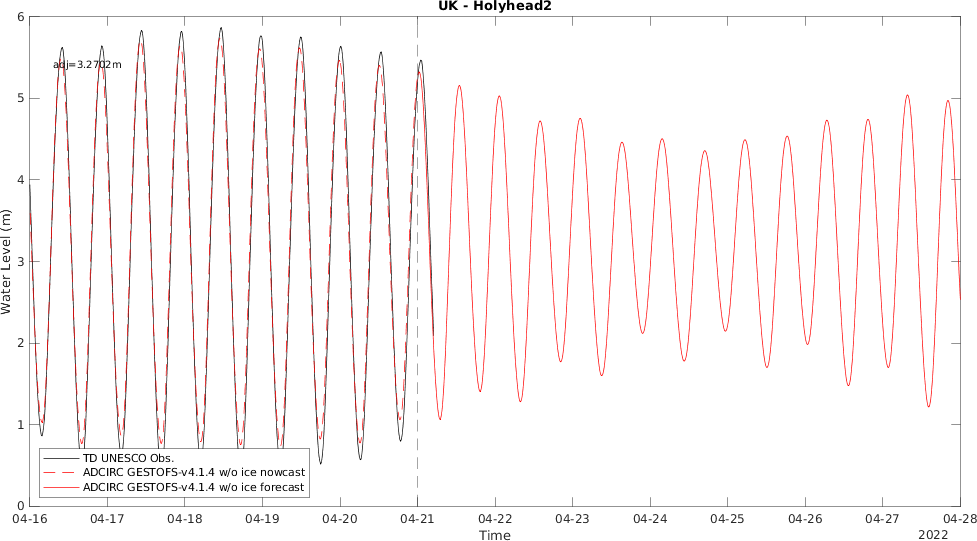 UK - Holyhead2
6
5
4
3
2
1
0
Water Level (m)
adj=3.2702m
TD UNESCO Obs.
ADCIRC GESTOFS-v4.1.4 w/o ice nowcast
ADCIRC GESTOFS-v4.1.4 w/o ice forecast
04-16 04-17 04-18 04-19 04-20 04-21 04-22 04-23 04-24 04-25 04-26 04-27 04-28
Time
2022